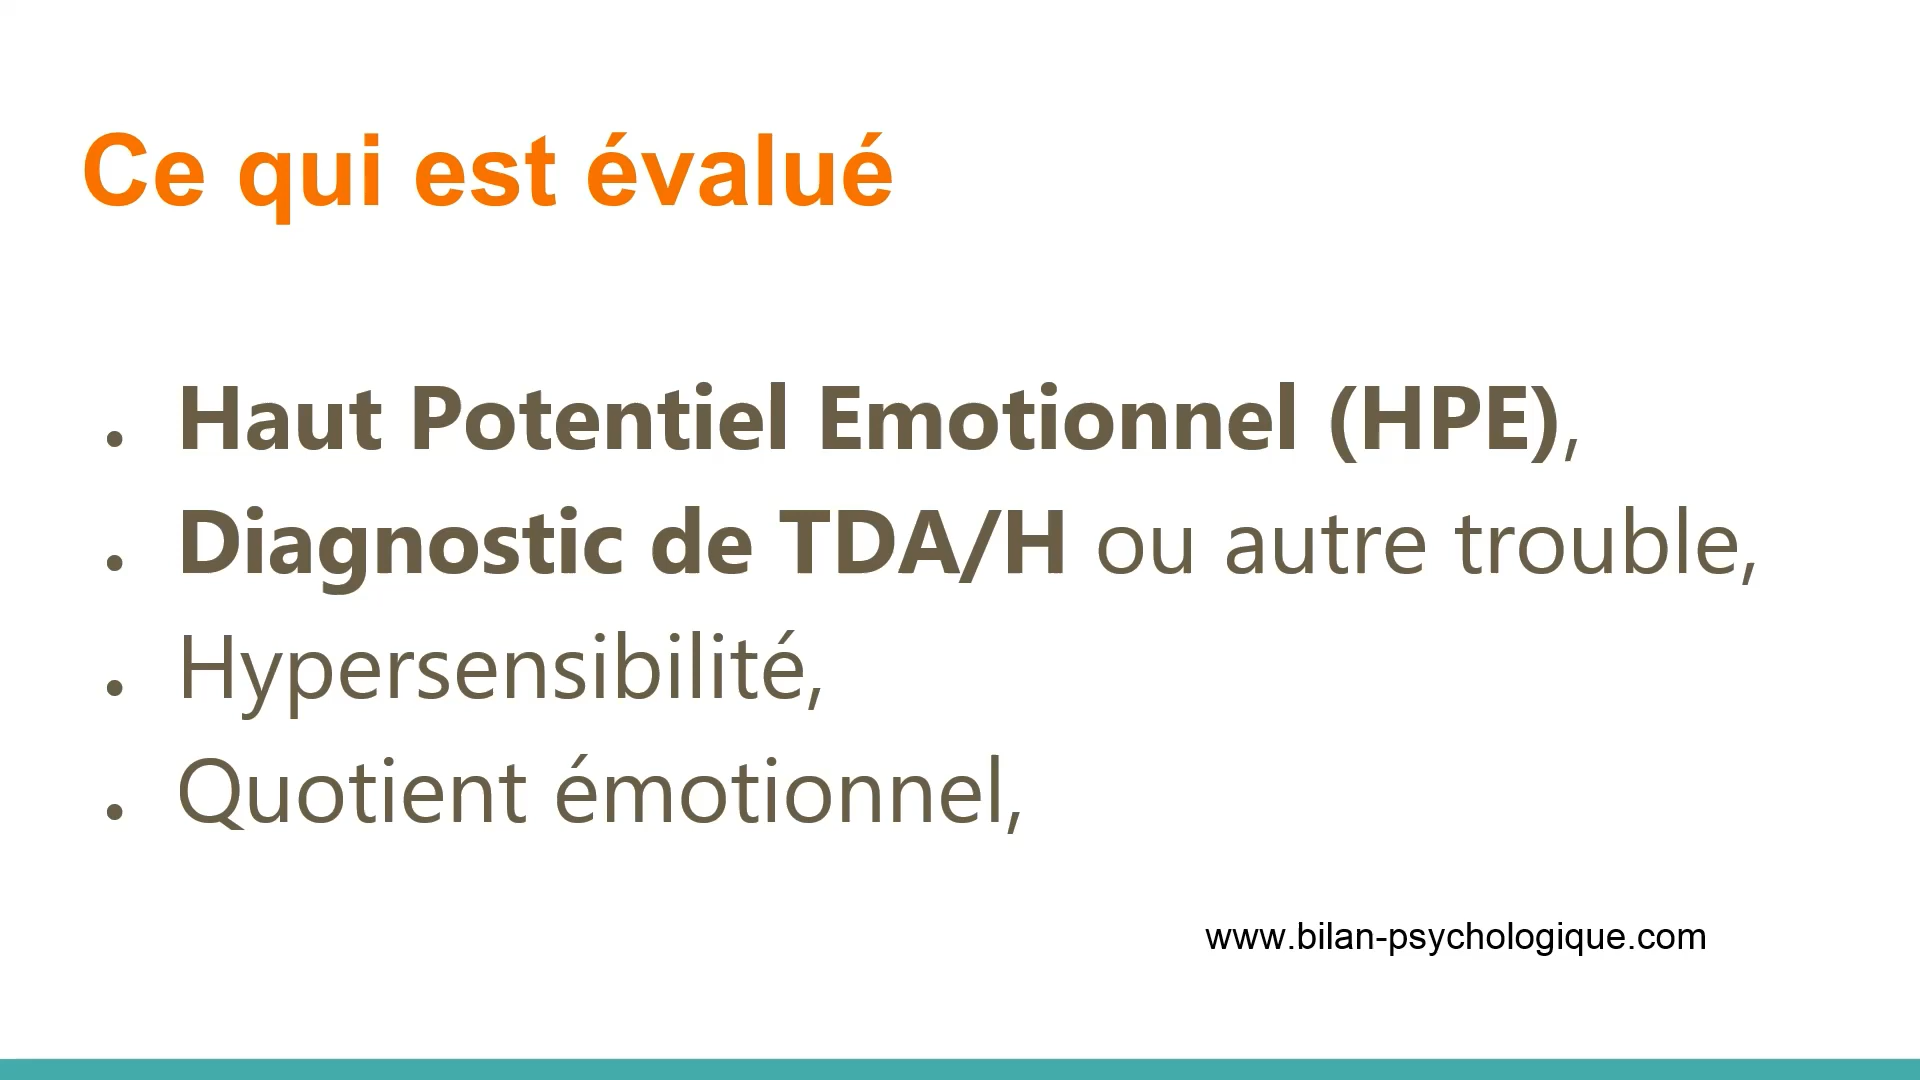 Ce qui est évalué
• Haut Potentiel Emotionnel (HPE),
• Diagnostic de TDA/H ou autre trouble,
• Hypersensibilité,
• Quotient émotionnel,
www.bilan-psychologique.com